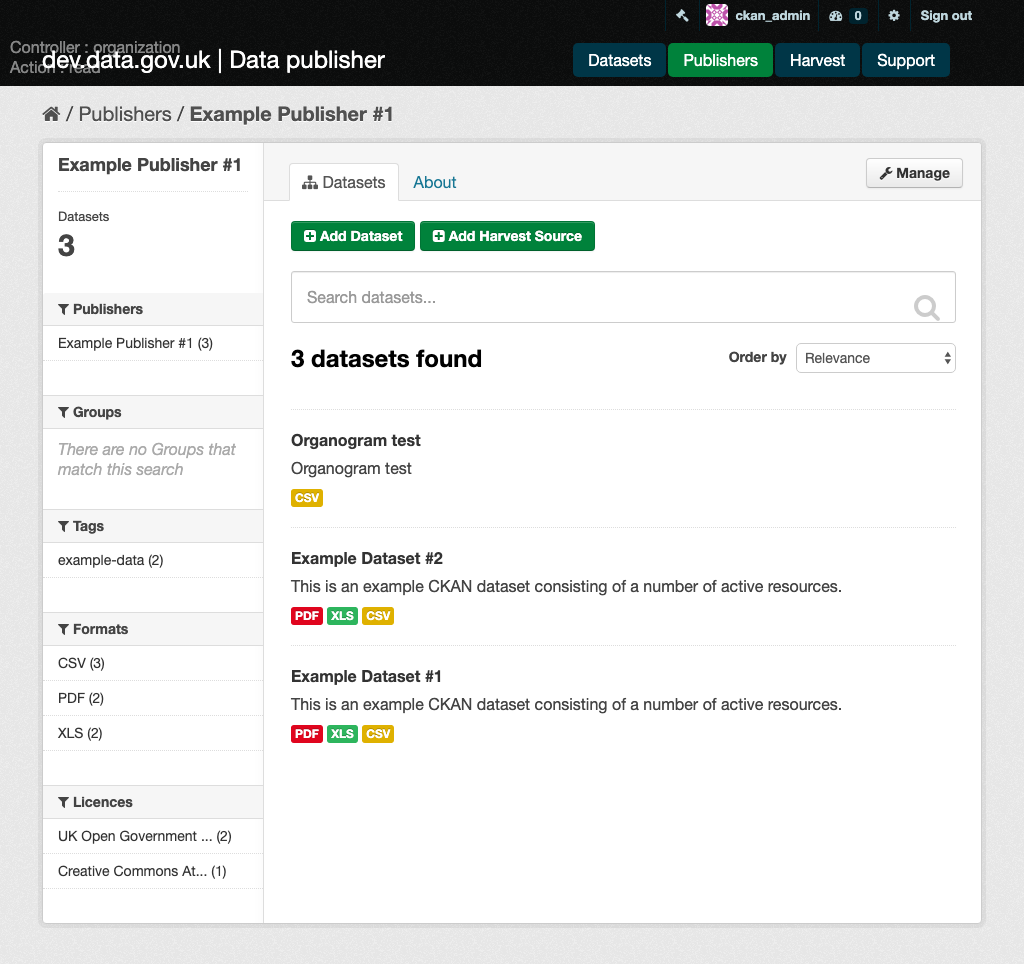 ckan_admin 0 Sign out
Controller : organization
Action : read
dev.data.gov.uk | Data publisher
Datasets Publishers Harvest Support
/ Publishers / Example Publisher #1
Example Publisher #1
Datasets
3
Publishers
Example Publisher #1 (3)
Groups
There are no Groups that
match this search
Tags
example-data (2)
Formats
CSV (3)
PDF (2)
XLS (2)
Licences
UK Open Government ... (2)
Creative Commons At... (1)
Datasets About
Manage
Add Dataset Add Harvest Source
Search datasets...
3 datasets found
Order by Relevance
Organogram test
Organogram test
CSV
Example Dataset #2
This is an example CKAN dataset consisting of a number of active resources.
PDF XLS CSV
Example Dataset #1
This is an example CKAN dataset consisting of a number of active resources.
PDF XLS CSV